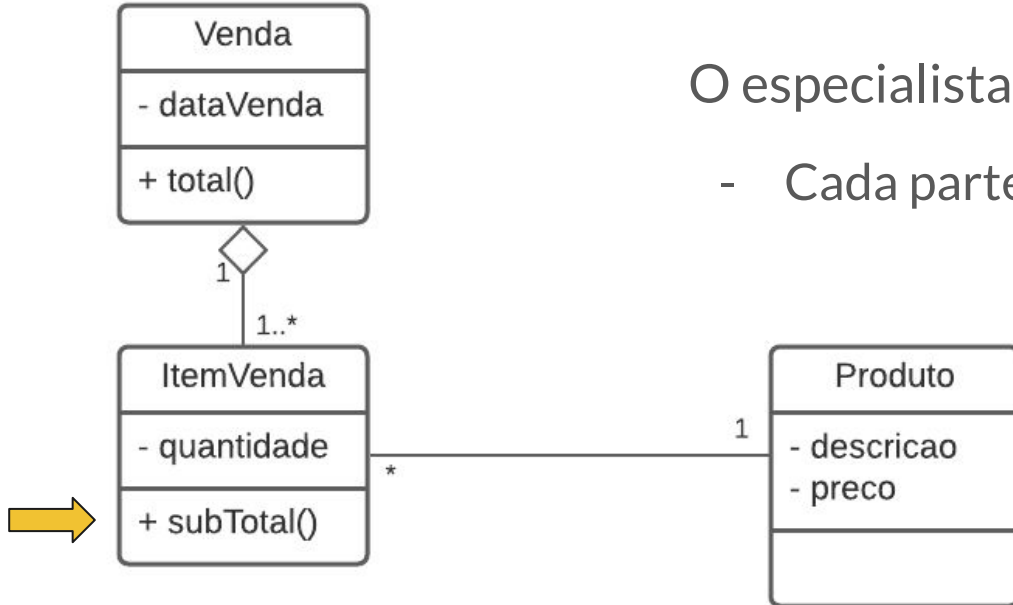 Venda
- dataVenda
+ total()
1
1..*
ItemVenda
- quantidade
+ subTotal()
*
1
Produto
- descricao
- preco
O especialista
- Cada parte